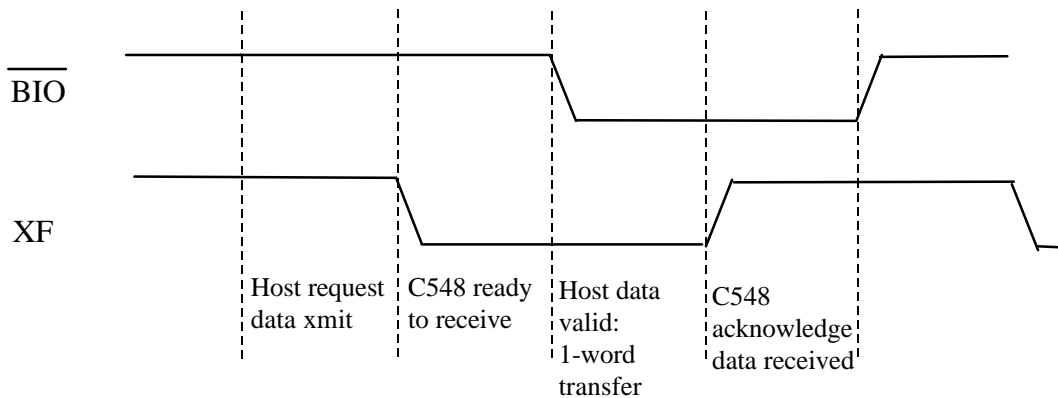 BIO
XF
Host request
data xmit
C548 ready
to receive
Host data
valid:
1-word
transfer
C548
acknowledge
data received